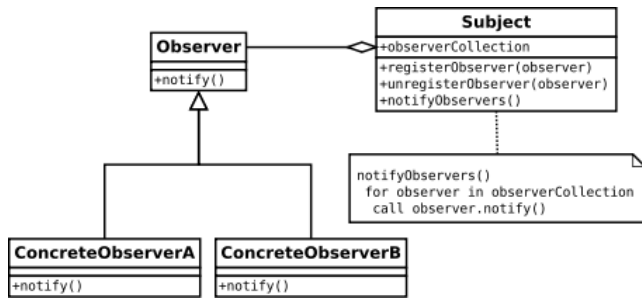 Observer
+notify()
Subject
+observerCollection
+registerObserver(observer)
+unregisterObserver(observer)
+notifyObservers()
notifyObservers()
for observer in observerCollection
call observer.notify()
ConcreteObserverA
+notify()
ConcreteObserverB
+notify()